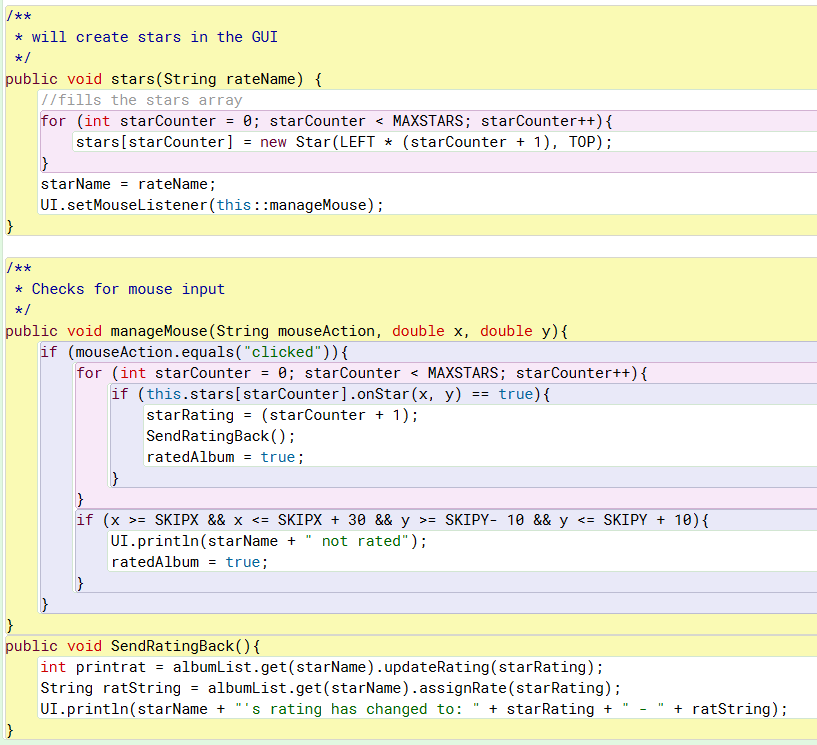 /**
 * will create stars in the GUI
 */
public void stars(String rateName) {
    //fills the stars array
    for (int starCounter = 0; starCounter < MAXSTARS; starCounter++){
        stars[starCounter] = new Star(LEFT * (starCounter + 1), TOP);
    }
    starName = rateName;
    UI.setMouseListener(this::manageMouse);
}
/**
 * Checks for mouse input
 */
public void manageMouse(String mouseAction, double x, double y){
    if (mouseAction.equals("clicked")){
        for (int starCounter = 0; starCounter < MAXSTARS; starCounter++){
            if (this.stars[starCounter].onStar(x, y) == true){
                starRating = (starCounter + 1);
                SendRatingBack();
                ratedAlbum = true;
            }
        }
        if (x >= SKIPX && x <= SKIPX + 30 && y >= SKIPY- 10 && y <= SKIPY + 10){
            UI.println(starName + " not rated");
            ratedAlbum = true;
        }
    }
}
public void SendRatingBack(){
    int printrat = albumList.get(starName).updateRating(starRating);
    String ratString = albumList.get(starName).assignRate(starRating);
    UI.println(starName + "'s rating has changed to: " + starRating + " - " + ratString);
}